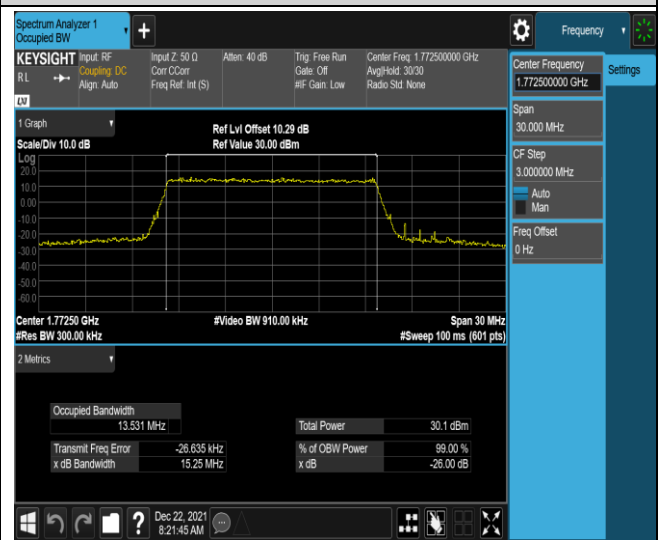 Spectrum Analyzer 1
Occupied BW
Frequency
KEYSIGHT
RL
LXI
Input: RF
Coupling: DC
Align: Auto
Input Z: 50 Ω
Corr CCorr
Freq Ref: Int (S)
Atten: 40 dB
Trig: Free Run
Gate: Off
#IF Gain: Low
Center Freq: 1.772500000 GHz
Avg|Hold: 30/30
Radio Std: None
Center Frequency
1.772500000 GHz
Settings
Span
30.000 MHz
CF Step
3.000000 MHz
Auto
Man
Freq Offset
0 Hz
1 Graph
Scale/Div 10.0 dB
Ref Lvl Offset 10.29 dB
Ref Value 30.00 dBm
Log
20.0
10.0
0.00
-10.0
-20.0
-30.0
-40.0
-50.0
-60.0
Center 1.77250 GHz
#Video BW 910.00 kHz
Span 30 MHz
#Res BW 300.00 kHz
#Sweep 100 ms (601 pts)
2 Metrics
Occupied Bandwidth
13.531 MHz
Total Power 30.1 dBm
Transmit Freq Error -26.635 kHz
% of OBW Power 99.00 %
x dB Bandwidth 15.25 MHz
x dB -26.00 dB
?
Dec 22, 2021
8:21:45 AM